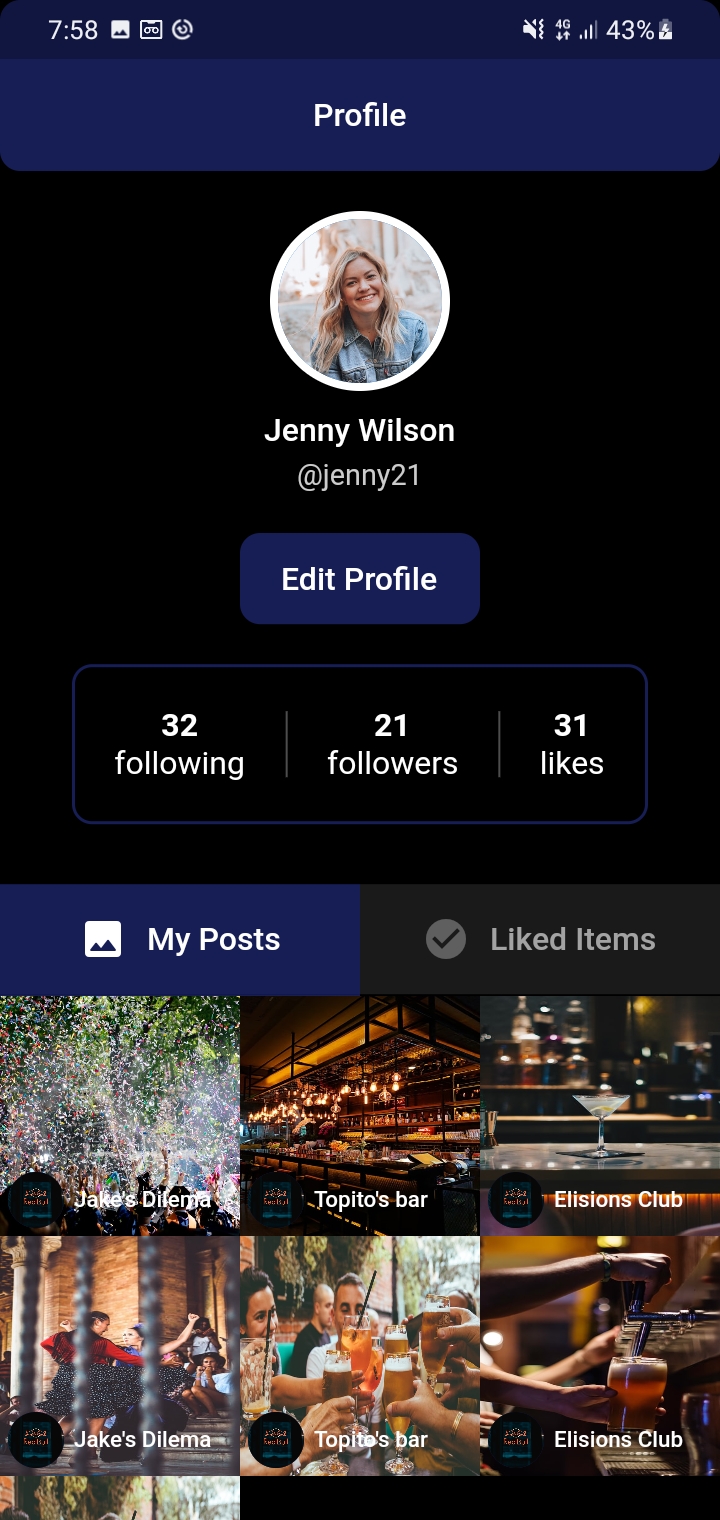 7:58
4G 43%
Profile
Jenny Wilson
@jenny21
Edit Profile
32 21 31
following followers likes
My Posts Liked Items
Jake's Dilema Topito's bar Elisions Club
Jake's Dilema Topito's bar Elisions Club